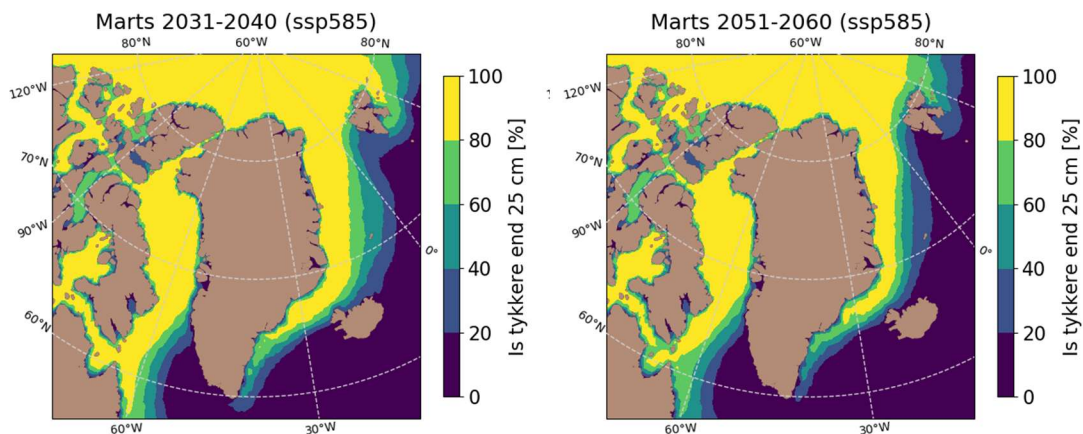 Marts 2031-2040 (ssp585)
80°N
60°W
80°N
120°W
70°N
90°W
60°N
0°
60°W
30°W
100
80
60
40
20
0
Is tykkere end 25 cm [%]
Marts 2051-2060 (ssp585)
80°N
60°W
80°N
120°W
70°N
90°W
60°N
0°
60°W
30°W
100
80
60
40
20
0
Is tykkere end 25 cm [%]